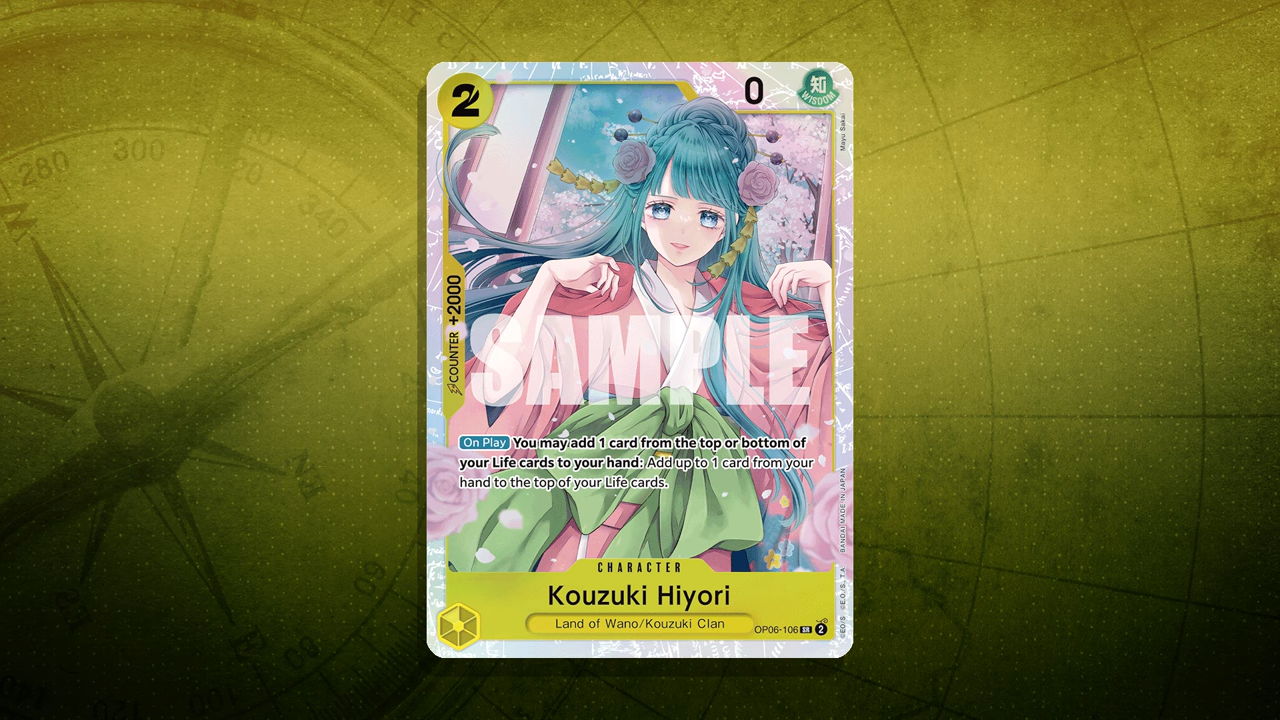 2
0
知
WISDOM
Mayu Sakai
COUNTER +2000
SAMPLE
On Play You may add 1 card from the top or bottom of
your Life cards to your hand: Add up to 1 card from your
hand to the top of your Life cards.
CHARACTER
Kouzuki Hiyori
Land of Wano/Kouzuki Clan
OP06-106 SR 2
©E.O./S. ©E.O./S., T.A. BANDAI MADE IN JAPAN
280
300